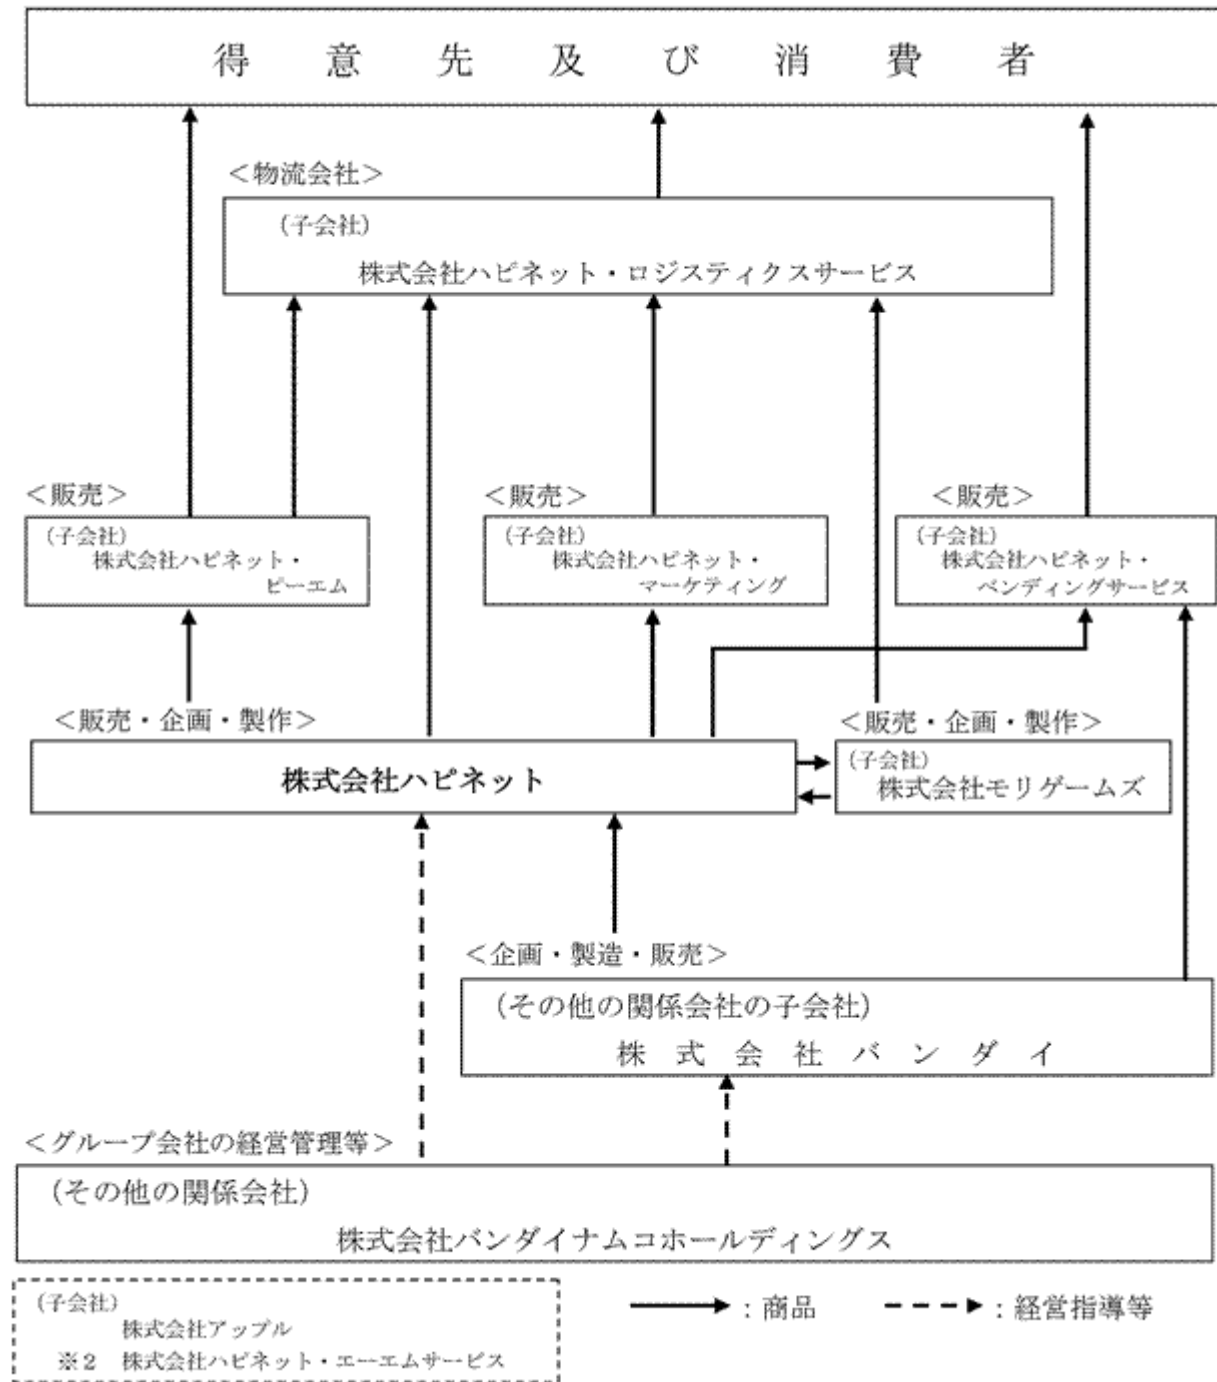 得意先及び消費者
＜物流会社＞
（子会社）
株式会社ハピネット・ロジスティクスサービス
＜販売＞
（子会社）
株式会社ハピネット・
ピーエム
＜販売＞
（子会社）
株式会社ハピネット・
マーケティング
＜販売＞
（子会社）
株式会社ハピネット・
ベンディングサービス
＜販売・企画・製作＞
株式会社ハピネット
＜販売・企画・製作＞
（子会社）
株式会社モリゲームズ
＜企画・製造・販売＞
（その他の関係会社の子会社）
株式会社バンダイ
＜グループ会社の経営管理等＞
（その他の関係会社）
株式会社バンダイナムコホールディングス
（子会社）
株式会社アップル
※2　株式会社ハピネット・エーエムサービス
：商品
：経営指導等